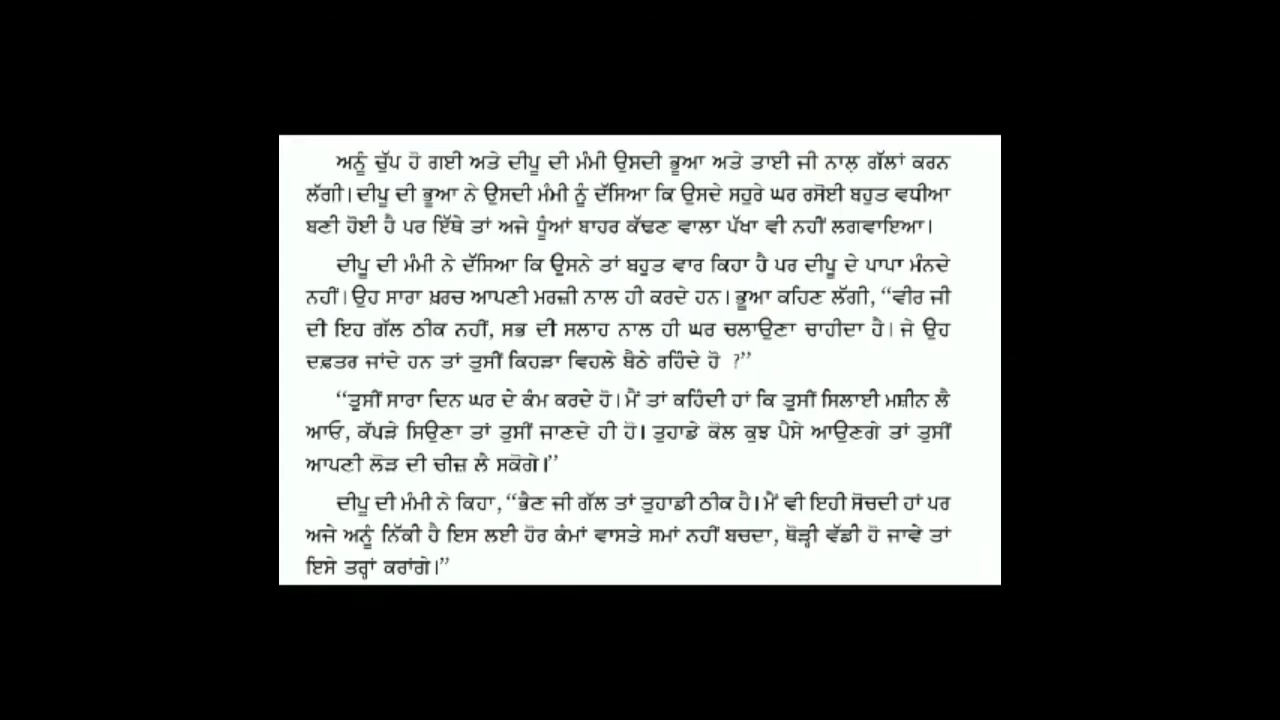 ਅਨੂੰ ਚੁੱਪ ਹੋ ਗਈ ਅਤੇ ਦੀਪੂ ਦੀ ਮੰਮੀ ਉਸਦੀ ਭੂਆ ਅਤੇ ਤਾਈ ਜੀ ਨਾਲ਼ ਗੱਲਾਂ ਕਰਨ
ਲੱਗੀ। ਦੀਪੂ ਦੀ ਭੂਆ ਨੇ ਉਸਦੀ ਮੰਮੀ ਨੂੰ ਦੱਸਿਆ ਕਿ ਉਸਦੇ ਸਹੁਰੇ ਘਰ ਰਸੋਈ ਬਹੁਤ ਵਧੀਆ
ਬਣੀ ਹੋਈ ਹੈ ਪਰ ਇੱਥੇ ਤਾਂ ਅਜੇ ਧੂੰਆਂ ਬਾਹਰ ਕੱਢਣ ਵਾਲਾ ਪੱਖਾ ਵੀ ਨਹੀਂ ਲਗਵਾਇਆ।
ਦੀਪੂ ਦੀ ਮੰਮੀ ਨੇ ਦੱਸਿਆ ਕਿ ਉਸਨੇ ਤਾਂ ਬਹੁਤ ਵਾਰ ਕਿਹਾ ਹੈ ਪਰ ਦੀਪੂ ਦੇ ਪਾਪਾ ਮੰਨਦੇ
ਨਹੀਂ। ਉਹ ਸਾਰਾ ਖ਼ਰਚ ਆਪਣੀ ਮਰਜ਼ੀ ਨਾਲ ਹੀ ਕਰਦੇ ਹਨ। ਭੂਆ ਕਹਿਣ ਲੱਗੀ, “ਵੀਰ ਜੀ
ਦੀ ਇਹ ਗੱਲ ਠੀਕ ਨਹੀਂ, ਸਭ ਦੀ ਸਲਾਹ ਨਾਲ ਹੀ ਘਰ ਚਲਾਉਣਾ ਚਾਹੀਦਾ ਹੈ। ਜੇ ਉਹ
ਦਫ਼ਤਰ ਜਾਂਦੇ ਹਨ ਤਾਂ ਤੁਸੀਂ ਕਿਹੜਾ ਵਿਹਲੇ ਬੈਠੇ ਰਹਿੰਦੇ ਹੋ ?”
“ਤੁਸੀਂ ਸਾਰਾ ਦਿਨ ਘਰ ਦੇ ਕੰਮ ਕਰਦੇ ਹੋ। ਮੈਂ ਤਾਂ ਕਹਿੰਦੀ ਹਾਂ ਕਿ ਤੁਸੀਂ ਸਿਲਾਈ ਮਸ਼ੀਨ ਲੈ
ਆਓ, ਕੱਪੜੇ ਸਿਉਣਾ ਤਾਂ ਤੁਸੀਂ ਜਾਣਦੇ ਹੀ ਹੋ। ਤੁਹਾਡੇ ਕੋਲ ਕੁਝ ਪੈਸੇ ਆਉਣਗੇ ਤਾਂ ਤੁਸੀਂ
ਆਪਣੀ ਲੋੜ ਦੀ ਚੀਜ਼ ਲੈ ਸਕੋਗੇ।”
ਦੀਪੂ ਦੀ ਮੰਮੀ ਨੇ ਕਿਹਾ, “ਭੈਣ ਜੀ ਗੱਲ ਤਾਂ ਤੁਹਾਡੀ ਠੀਕ ਹੈ। ਮੈਂ ਵੀ ਇਹੀ ਸੋਚਦੀ ਹਾਂ ਪਰ
ਅਜੇ ਅਨੂੰ ਨਿੱਕੀ ਹੈ ਇਸ ਲਈ ਹੋਰ ਕੰਮਾਂ ਵਾਸਤੇ ਸਮਾਂ ਨਹੀਂ ਬਚਦਾ, ਥੋੜ੍ਹੀ ਵੱਡੀ ਹੋ ਜਾਵੇ ਤਾਂ
ਇਸੇ ਤਰ੍ਹਾਂ ਕਰਾਂਗੇ।”